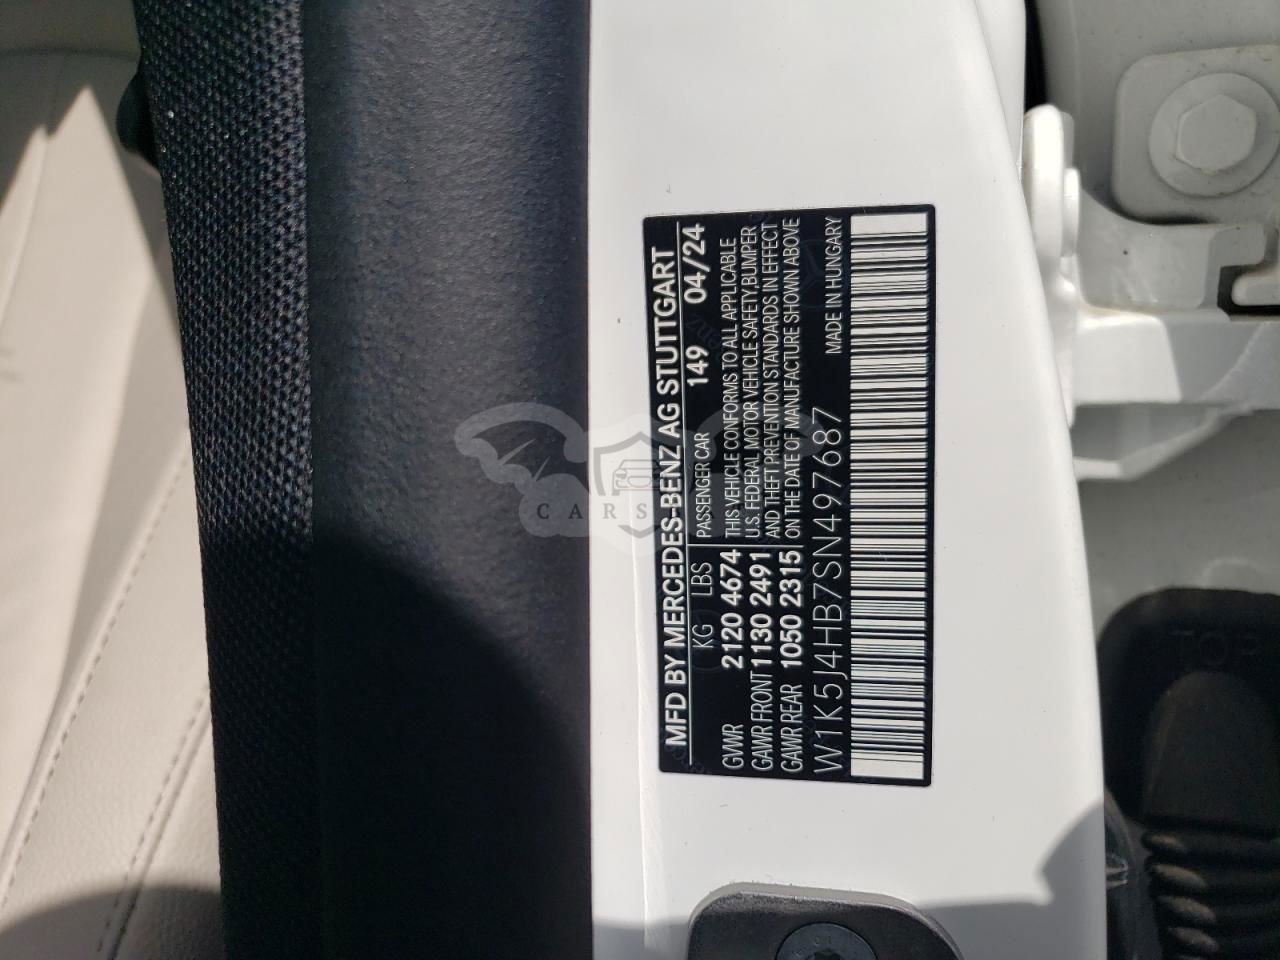 MFD BY MERCEDES-BENZ AG STUTTGART
KG LBS PASSENGER CAR 149 04/24
GVWR 2120 4674
GAWR FRONT 1130 2491
GAWR REAR 1050 2315
THIS VEHICLE CONFORMS TO ALL APPLICABLE
U.S. FEDERAL MOTOR VEHICLE SAFETY,BUMPER
AND THEFT PREVENTION STANDARDS IN EFFECT
ON THE DATE OF MANUFACTURE SHOWN ABOVE
W1K5J4HB7SN497687 MADE IN HUNGARY
TOP